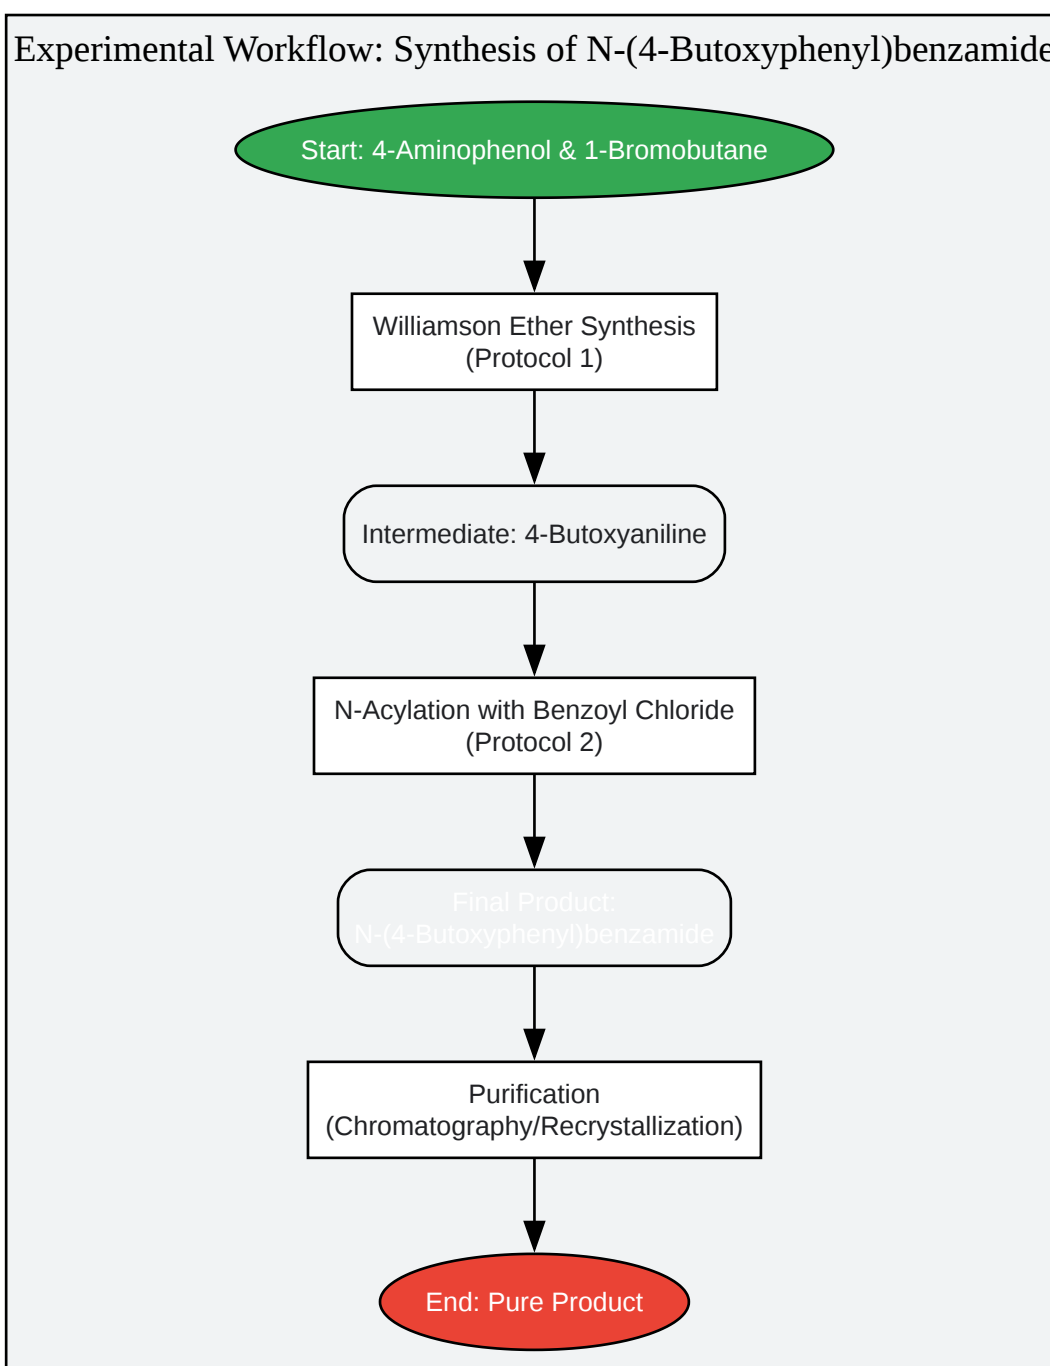 Experimental Workflow: Synthesis of N-(4-Butoxyphenyl)benzamide
Start: 4-Aminophenol & 1-Bromobutane
Williamson Ether Synthesis
(Protocol 1)
Intermediate: 4-Butoxyaniline
N-Acylation with Benzoyl Chloride
(Protocol 2)
Final Product:
N-(4-Butoxyphenyl)benzamide
Purification
(Chromatography/Recrystallization)
End: Pure Product